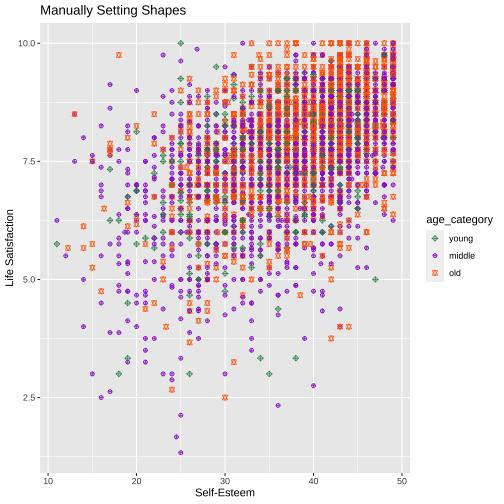 Manually Setting Shapes
10.0
7.5
5.0
2.5
Life Satisfaction
10
20
30
40
50
Self-Esteem
age_category
young
middle
old